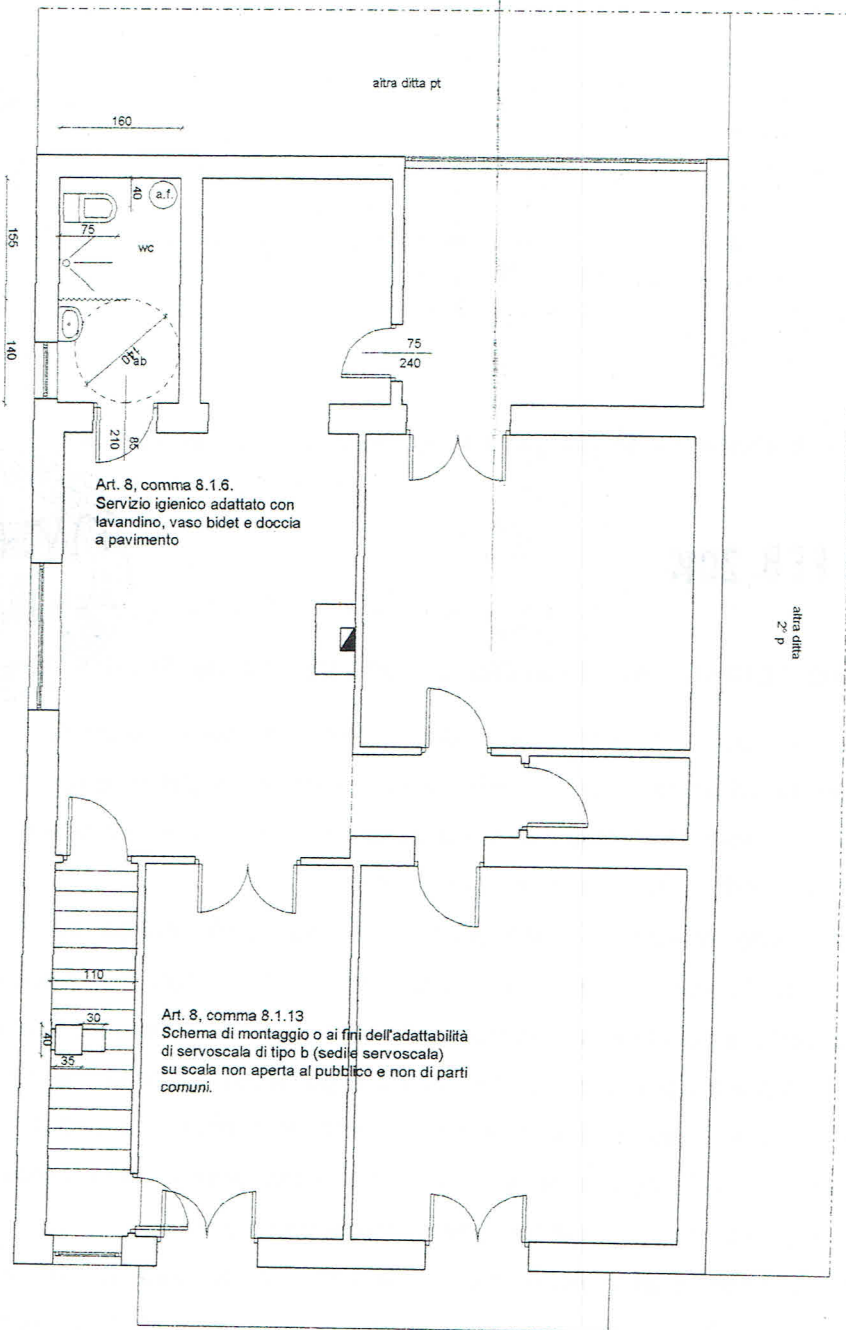 altra ditta pt
160
40
a.f.
75
wc
155
140
140
ab
75
240
210
85
Art. 8, comma 8.1.6.
Servizio igienico adattato con
lavandino, vaso bidet e doccia
a pavimento
altra ditta
2° p
110
30
40
35
Art. 8, comma 8.1.13
Schema di montaggio o ai fini dell'adattabilità
di servoscala di tipo b (sedile servoscala)
su scala non aperta al pubblico e non di parti
comuni.